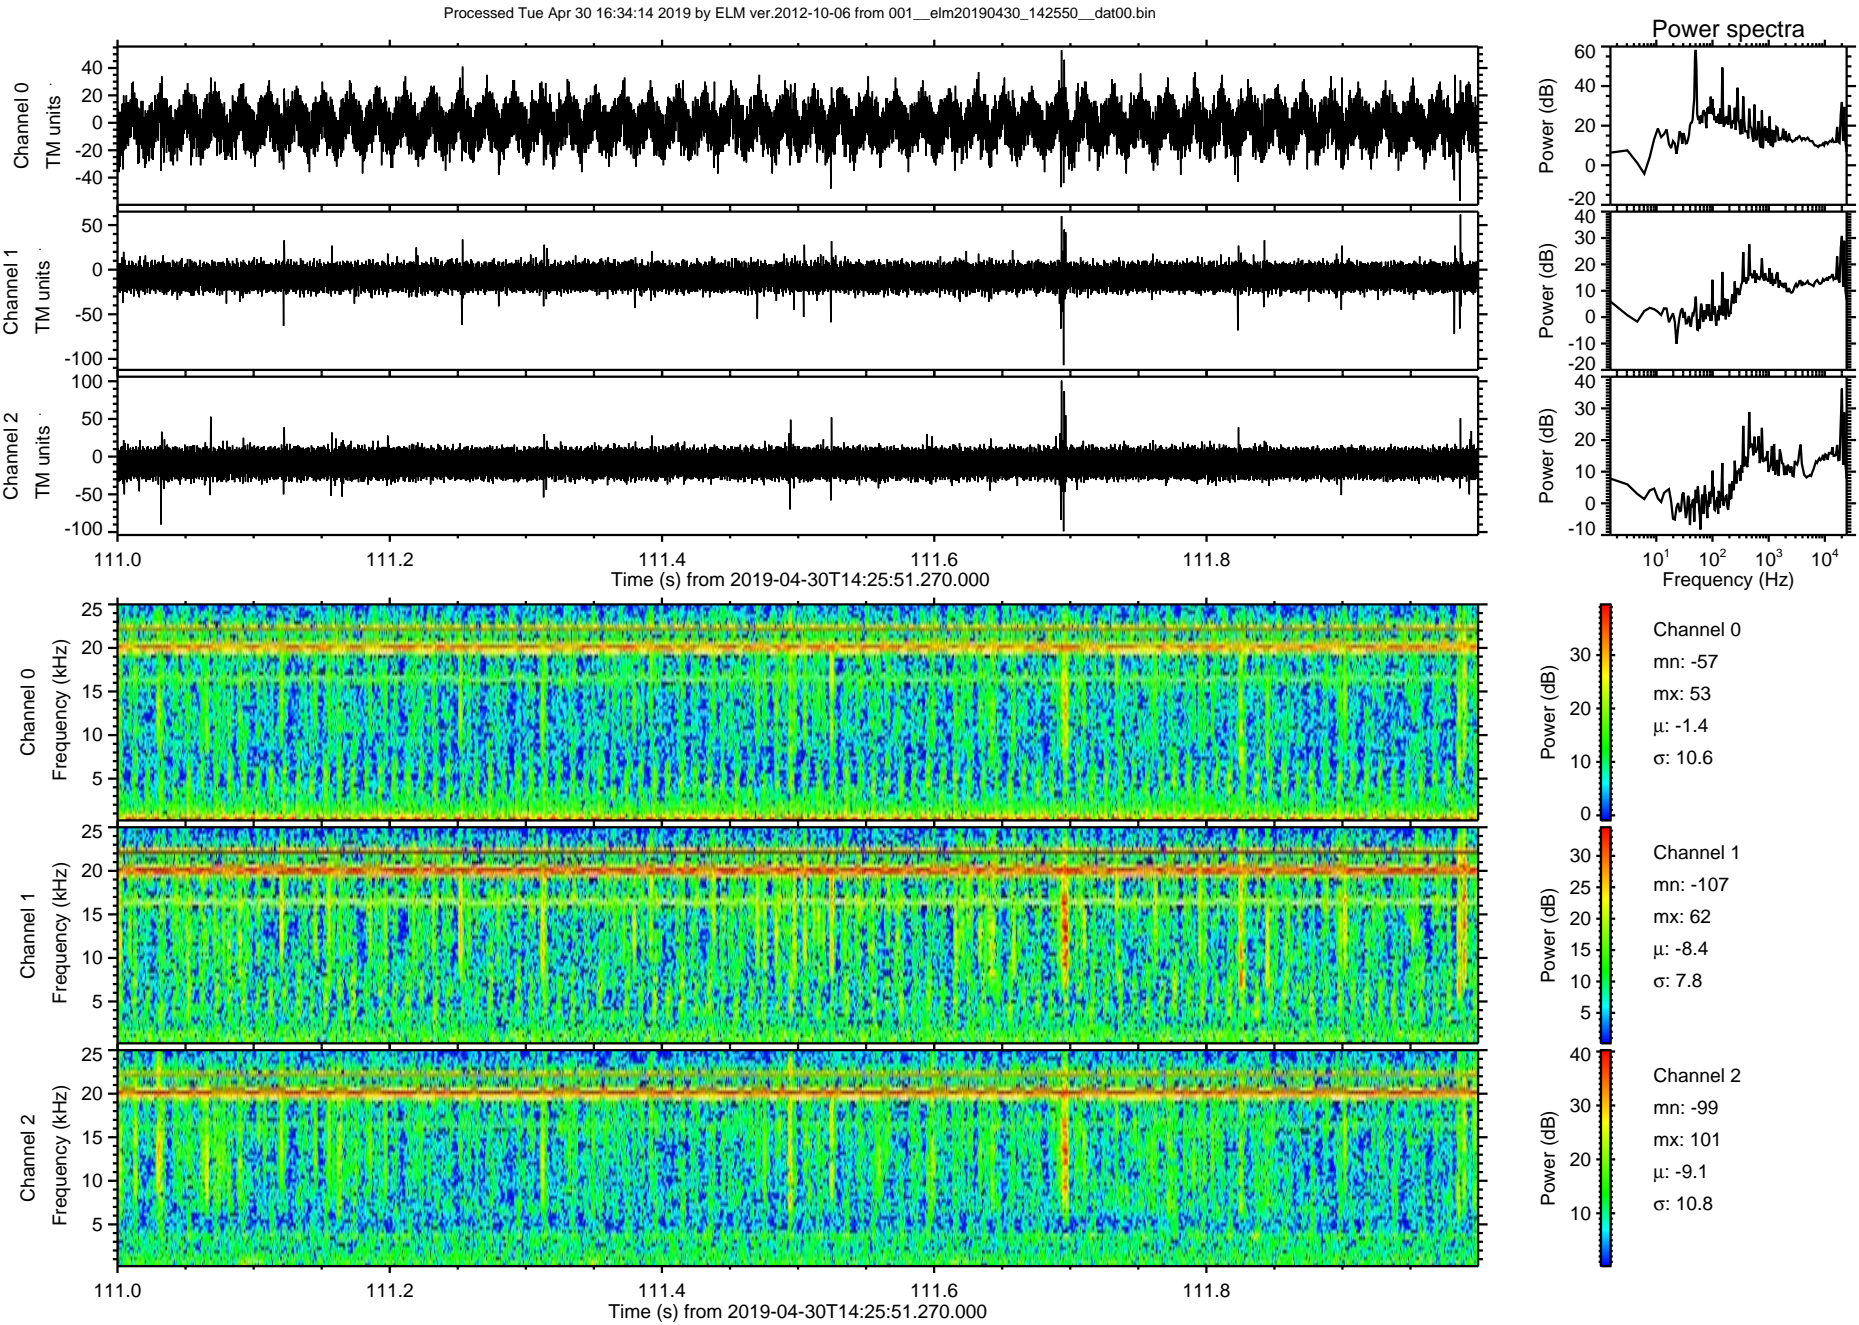 Processed Tue Apr 30 16:34:14 2019 by ELM ver.2012-10-06 from 001__elm20190430_142550__dat00.bin
Power spectra
Channel 0
TM units
40
20
0
-20
-40
Power (dB)
60
40
20
0
-20
Channel 1
TM units
50
0
-50
-100
Power (dB)
40
30
20
10
0
-10
-20
Channel 2
TM units
100
50
0
-50
-100
Power (dB)
40
30
20
10
0
-10
111.0 111.2 111.4 111.6 111.8
Time (s) from 2019-04-30T14:25:51.270.000
10¹ 10² 10³ 10⁴
Frequency (Hz)
Channel 0
Frequency (kHz)
25
20
15
10
5
Power (dB)
30
20
10
0
Channel 0
mn: -57
mx: 53
µ: -1.4
σ: 10.6
Channel 1
Frequency (kHz)
25
20
15
10
5
Power (dB)
30
25
20
15
10
5
Channel 1
mn: -107
mx: 62
µ: -8.4
σ: 7.8
Channel 2
Frequency (kHz)
25
20
15
10
5
Power (dB)
40
30
20
10
Channel 2
mn: -99
mx: 101
µ: -9.1
σ: 10.8
111.0 111.2 111.4 111.6 111.8
Time (s) from 2019-04-30T14:25:51.270.000